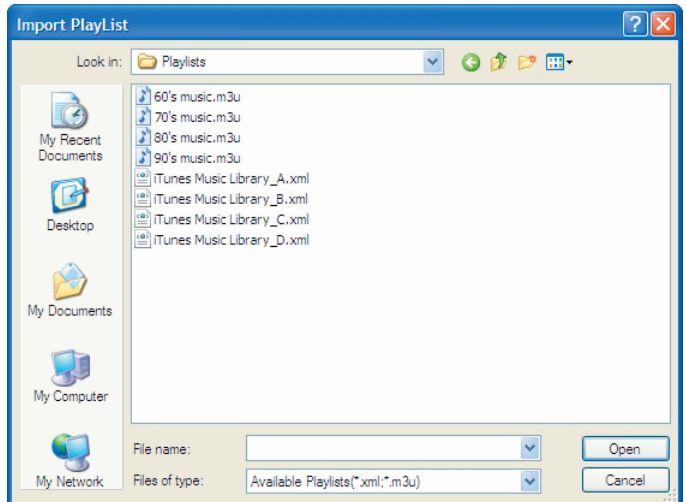 Import PlayList
Look in:
Playlists
My Recent
Documents
Desktop
My Documents
My Computer
My Network
60's music.m3u
70's music.m3u
80's music.m3u
90's music.m3u
iTunes Music Library_A.xml
iTunes Music Library_B.xml
iTunes Music Library_C.xml
iTunes Music Library_D.xml
File name:
Open
Files of type:
Available Playlists(*.xml;*.m3u)
Cancel